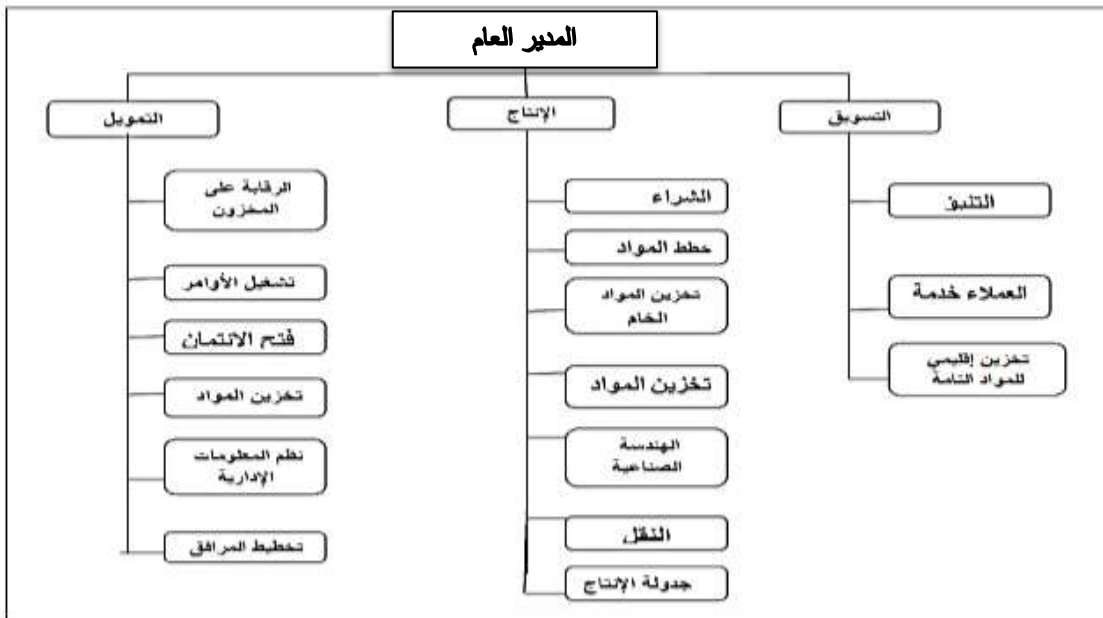 المدير العام
التسويق
الإنتاج
التمويل
التنبؤ
العملاء خدمة
تخزين إقليمي
للمواد التامة
الشراء
خطط المواد
تخزين المواد
الخام
تخزين المواد
الهندسة
الصناعية
النقل
جدولة الإنتاج
الرقابة على
المخزون
تشغيل الأوامر
فتح الائتمان
تخزين المواد
نظم المعلومات
الإدارية
تخطيط المرافق